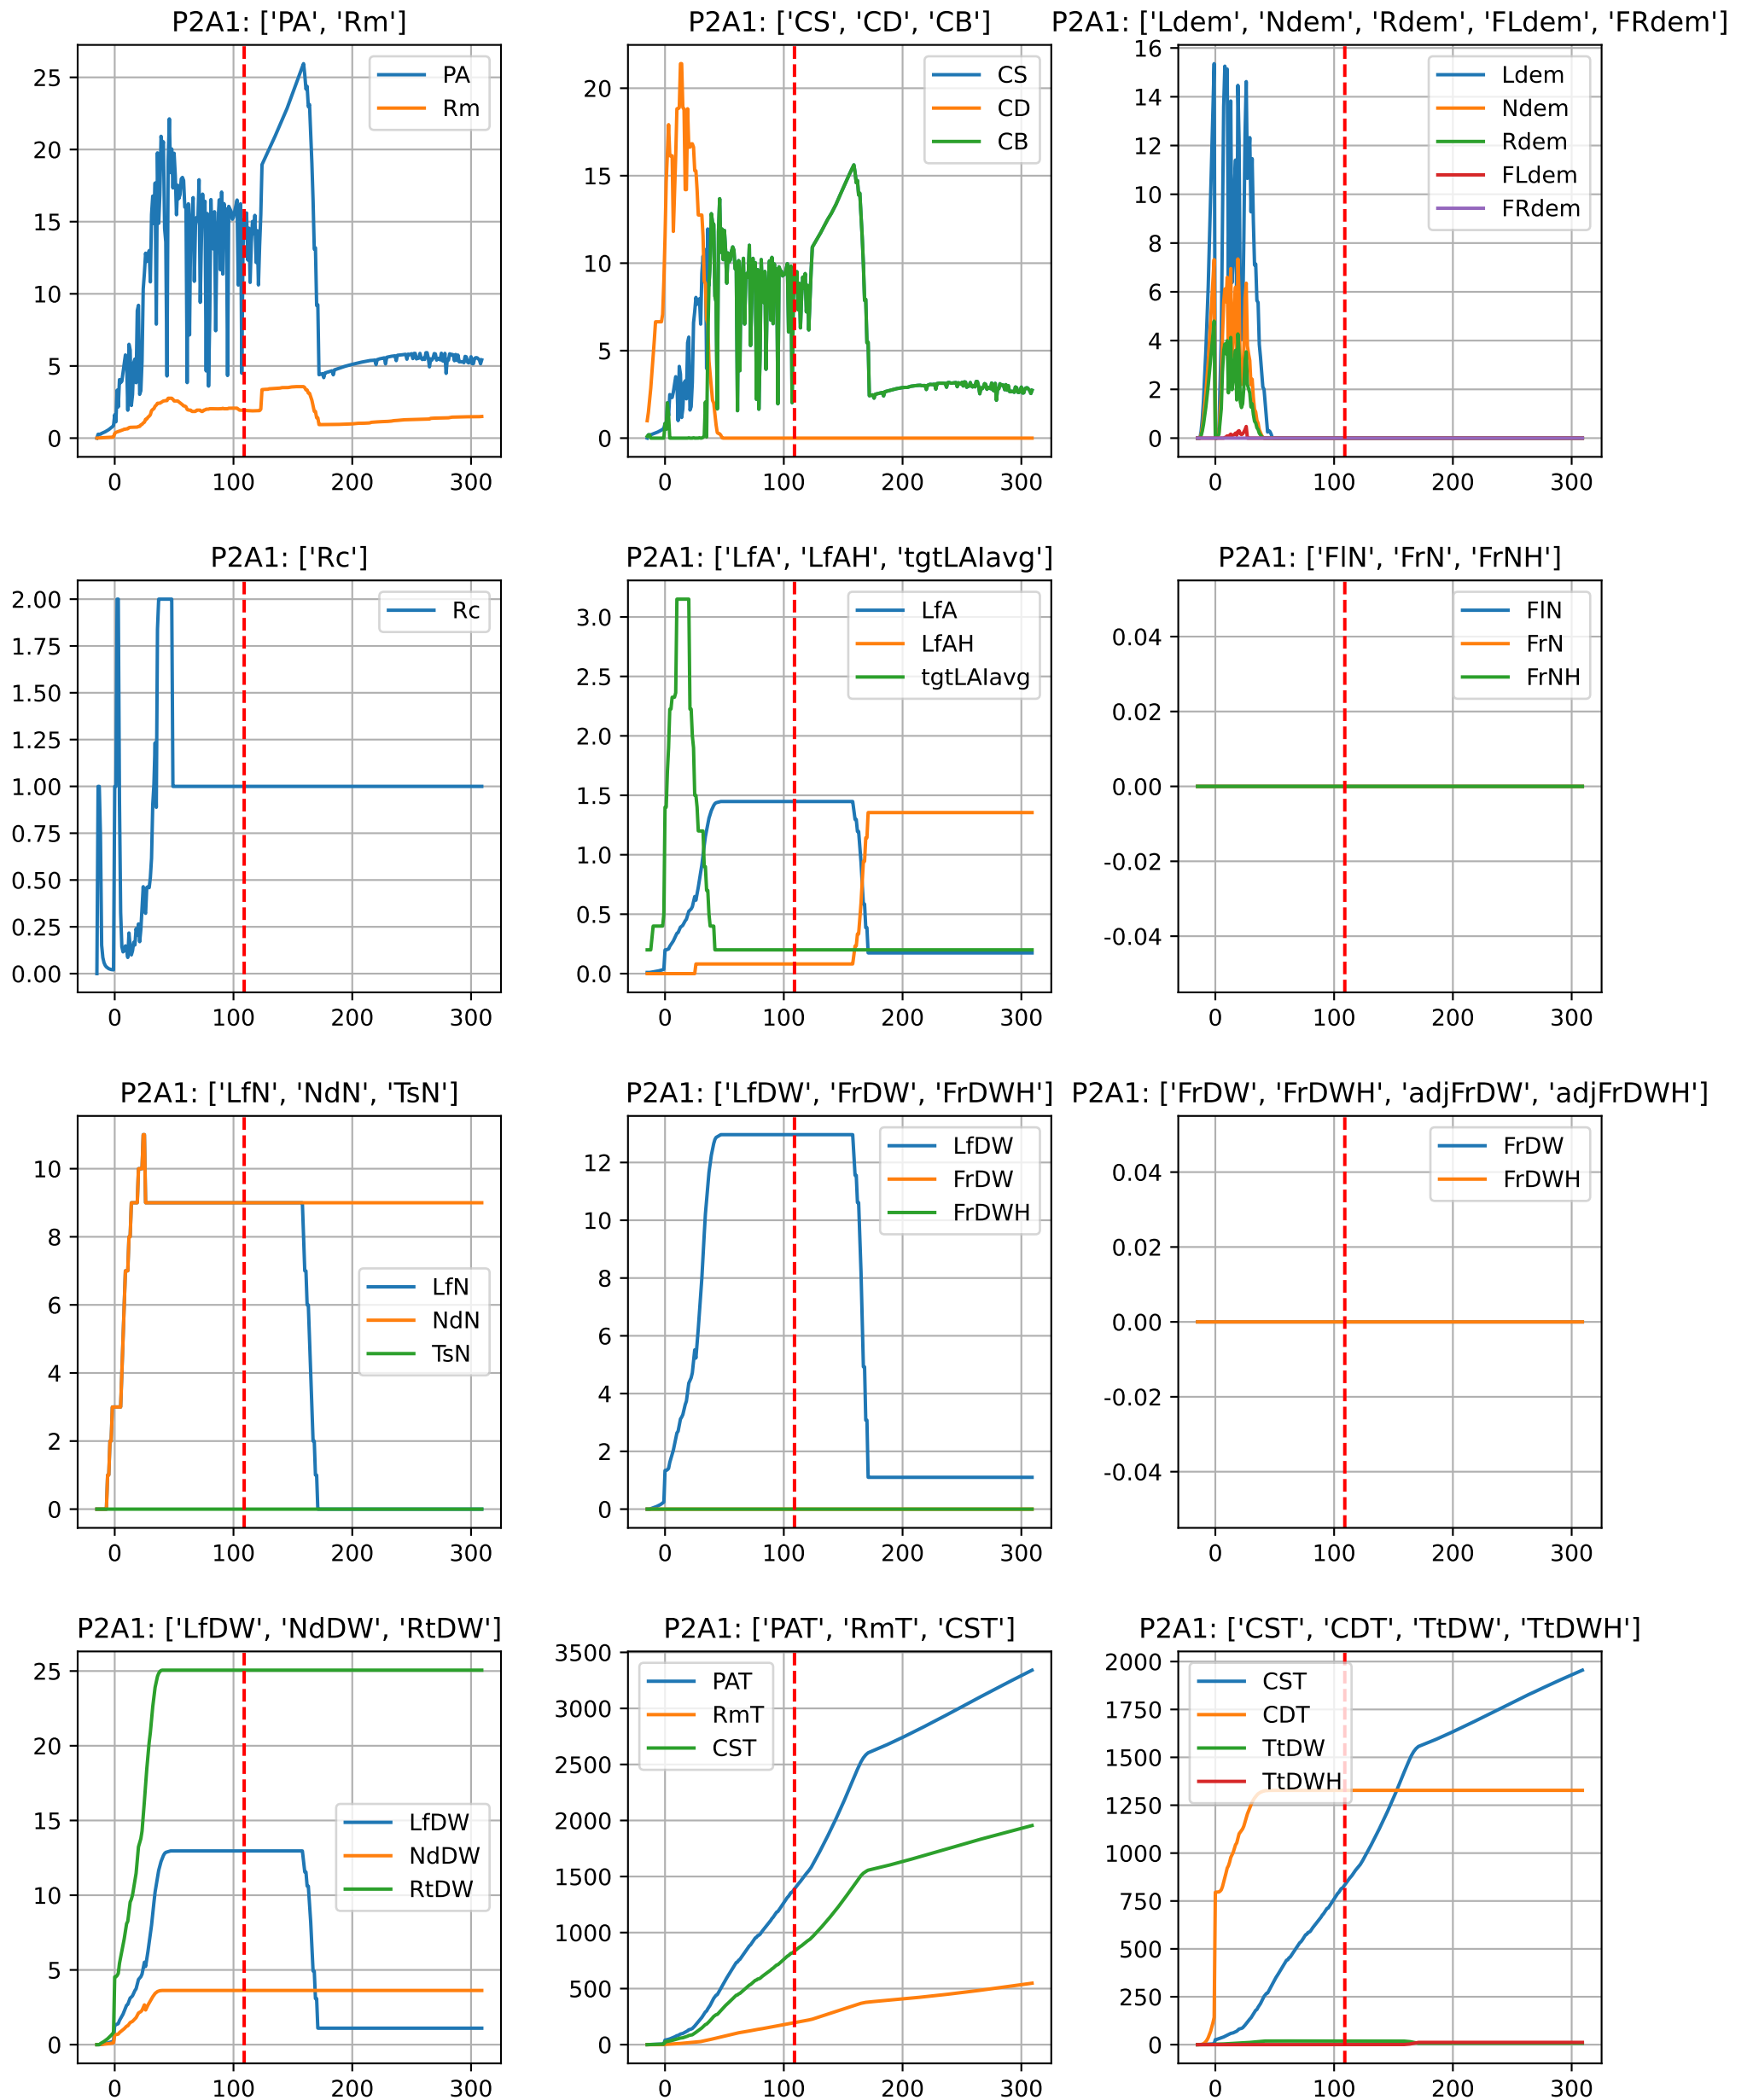 P2A1: ['PA', 'Rm']
25
20
15
10
5
0
0 100 200 300
PA
Rm
P2A1: ['CS', 'CD', 'CB']
20
15
10
5
0
0 100 200 300
CS
CD
CB
P2A1: ['Ldem', 'Ndem', 'Rdem', 'FLdem', 'FRdem']
16
14
12
10
8
6
4
2
0
0 100 200 300
Ldem
Ndem
Rdem
FLdem
FRdem
P2A1: ['Rc']
2.00
1.75
1.50
1.25
1.00
0.75
0.50
0.25
0.00
0 100 200 300
Rc
P2A1: ['LfA', 'LfAH', 'tgtLAIavg']
3.0
2.5
2.0
1.5
1.0
0.5
0.0
0 100 200 300
LfA
LfAH
tgtLAIavg
P2A1: ['FlN', 'FrN', 'FrNH']
0.04
0.02
0.00
-0.02
-0.04
0 100 200 300
FlN
FrN
FrNH
P2A1: ['LfN', 'NdN', 'TsN']
10
8
6
4
2
0
0 100 200 300
LfN
NdN
TsN
P2A1: ['LfDW', 'FrDW', 'FrDWH']
12
10
8
6
4
2
0
0 100 200 300
LfDW
FrDW
FrDWH
P2A1: ['FrDW', 'FrDWH', 'adjFrDW', 'adjFrDWH']
0.04
0.02
0.00
-0.02
-0.04
0 100 200 300
FrDW
FrDWH
P2A1: ['LfDW', 'NdDW', 'RtDW']
25
20
15
10
5
0
0 100 200 300
LfDW
NdDW
RtDW
P2A1: ['PAT', 'RmT', 'CST']
3500
3000
2500
2000
1500
1000
500
0
0 100 200 300
PAT
RmT
CST
P2A1: ['CST', 'CDT', 'TtDW', 'TtDWH']
2000
1750
1500
1250
1000
750
500
250
0
0 100 200 300
CST
CDT
TtDW
TtDWH